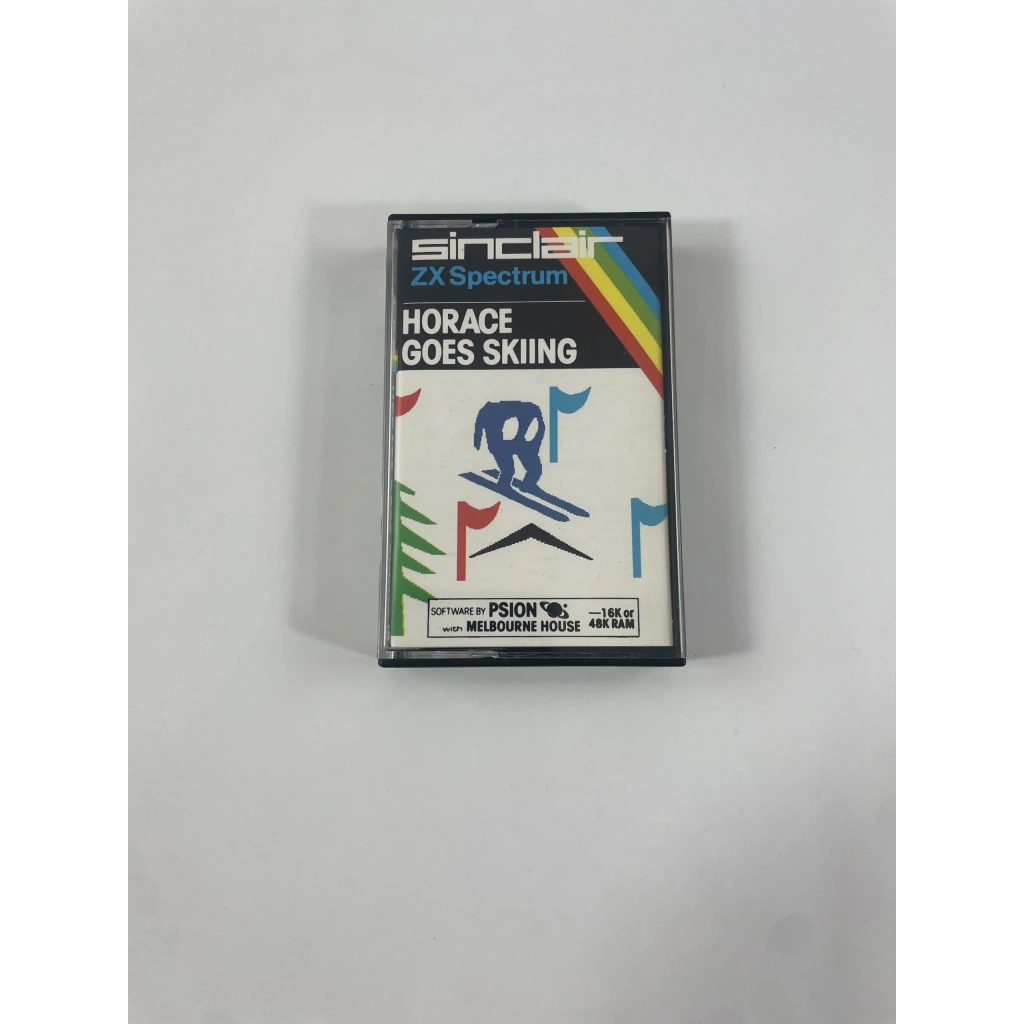 sinclair
ZX Spectrum
HORACE
GOES SKIING
SOFTWARE BY PSION
with MELBOURNE HOUSE
—16K or
48K RAM